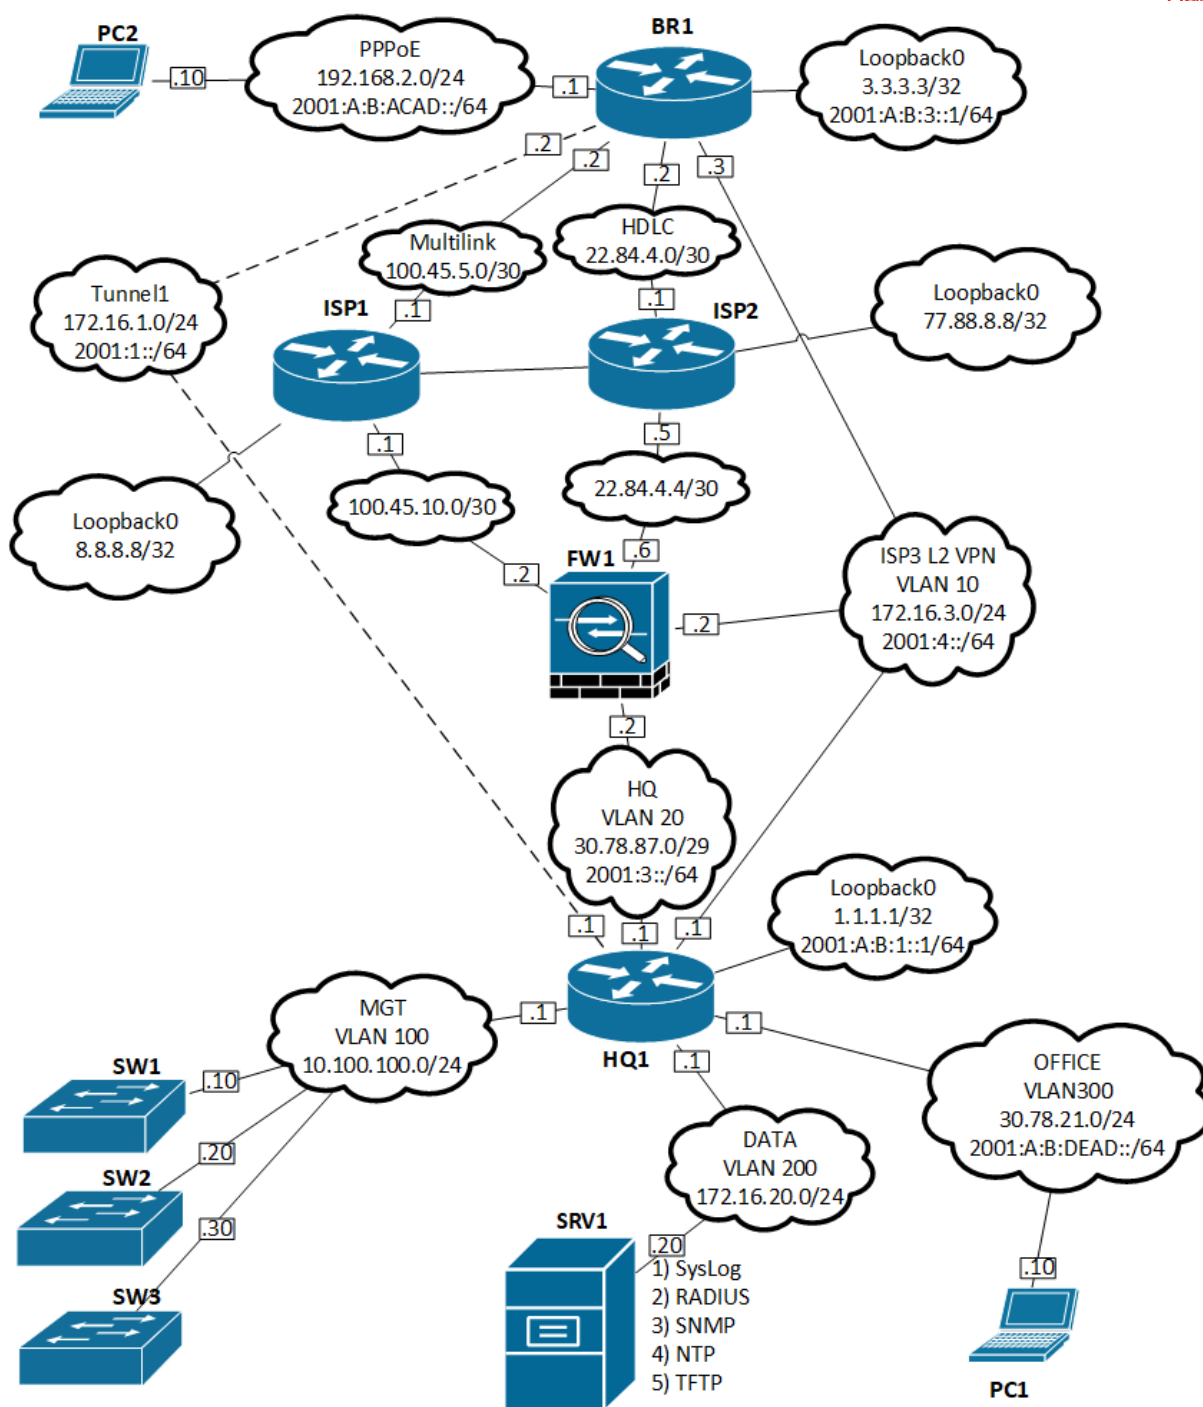 PC2
BR1
PPPoE
192.168.2.0/24
2001:A:B:ACAD::/64
.10
.1
Loopback0
3.3.3.3/32
2001:A:B:3::1/64
.2
.2
.2
.3
Multilink
100.45.5.0/30
HDLC
22.84.4.0/30
Tunnel1
172.16.1.0/24
2001:1::/64
ISP1
.1
.1
ISP2
Loopback0
77.88.8.8/32
.1
.5
100.45.10.0/30
22.84.4.4/30
Loopback0
8.8.8.8/32
FW1
.2
.6
.2
ISP3 L2 VPN
VLAN 10
172.16.3.0/24
2001:4::/64
.2
HQ
VLAN 20
30.78.87.0/29
2001:3::/64
.1
.1
.1
Loopback0
1.1.1.1/32
2001:A:B:1::1/64
MGT
VLAN 100
10.100.100.0/24
.1
HQ1
.1
.1
OFFICE
VLAN300
30.78.21.0/24
2001:A:B:DEAD::/64
SW1
.10
SW2
.20
SW3
.30
DATA
VLAN 200
172.16.20.0/24
SRV1
.20
1) SysLog
2) RADIUS
3) SNMP
4) NTP
5) TFTP
.10
PC1